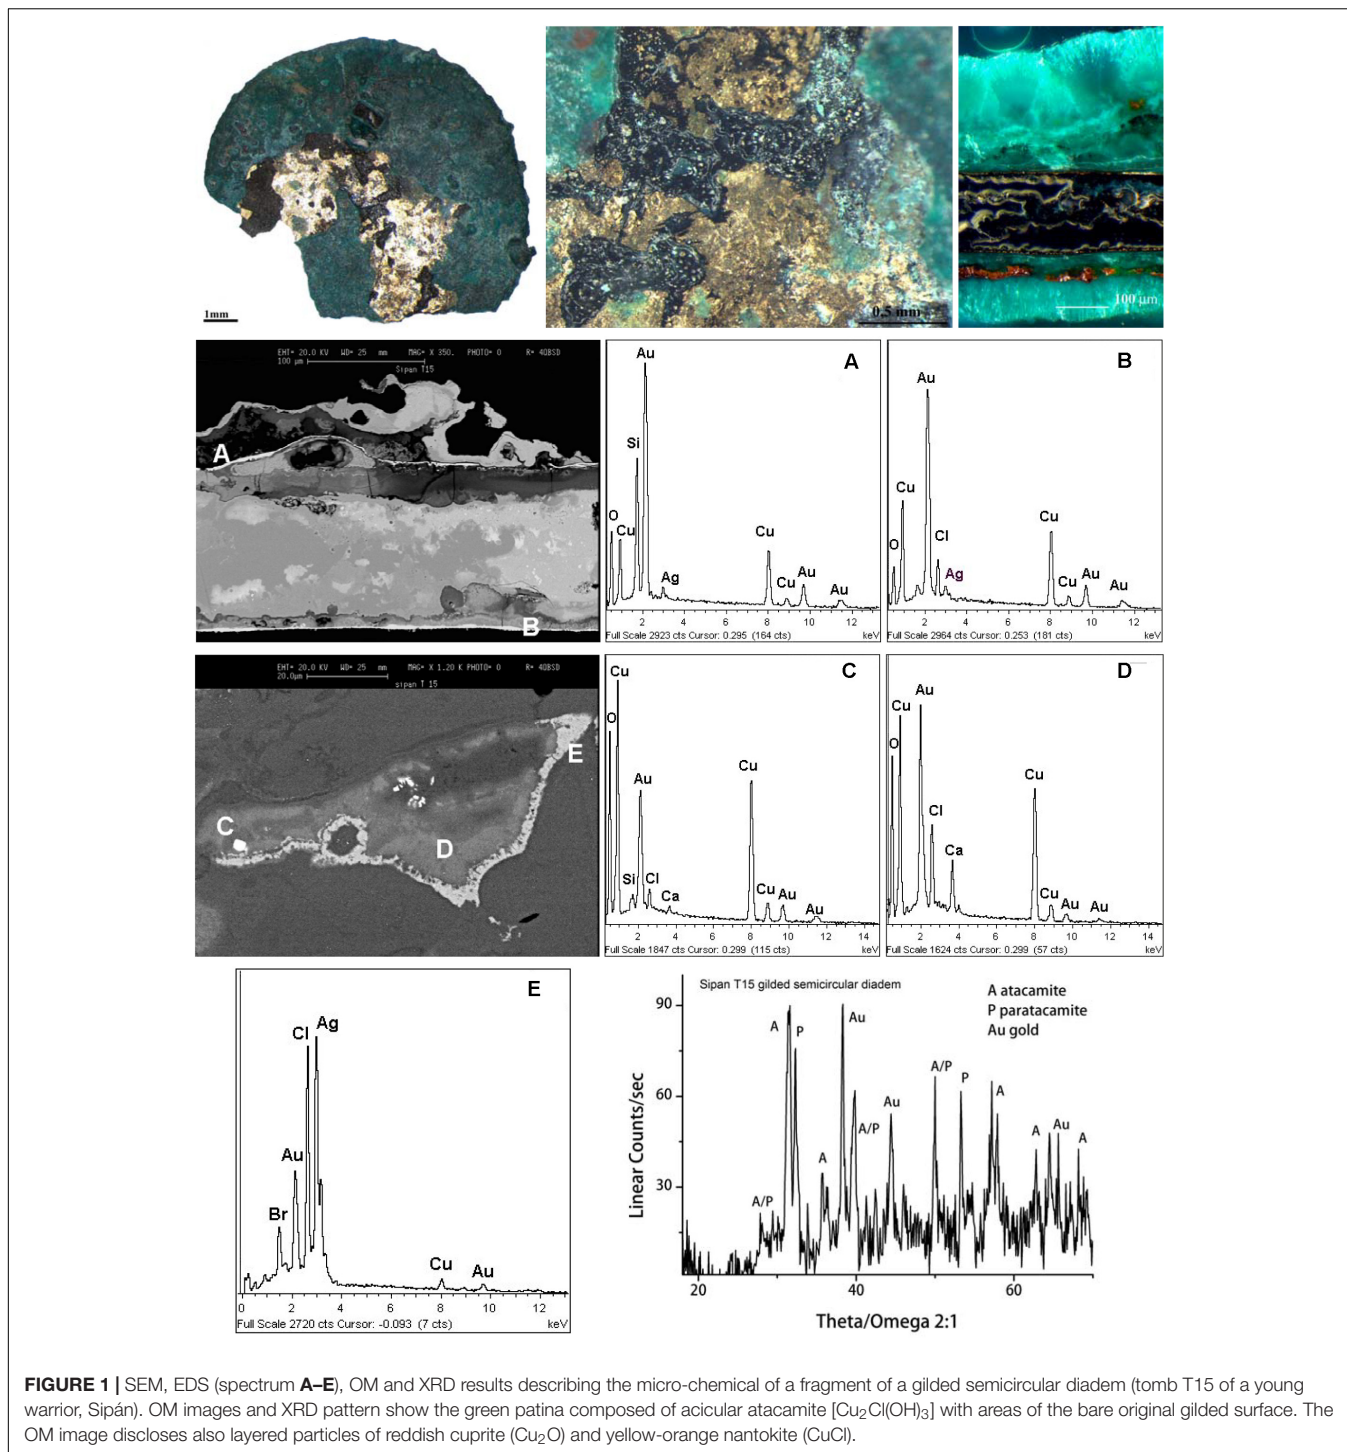 1mm
0,5 mm
100 µm
EHT= 20.0 KV WD= 25 mm MAG= X 350. PHOTO= 0 R= 4QBSD
100 µm
Sipan T15
A
B
A
Au
Si
O
Cu
Ag
Cu
Cu
Au
Au
2 4 6 8 10 12
Full Scale 2923 cts Cursor: 0.295 (164 cts) keV
B
Au
Cu
O
Cl
Ag
Cu
Cu
Au
Au
2 4 6 8 10 12
Full Scale 2964 cts Cursor: 0.253 (181 cts) keV
EHT= 20.0 KV WD= 25 mm MAG= X 1.20 K PHOTO= 0 R= 4QBSD
20.0µm
sipan T 15
C
D
E
C
Cu
O
Au
Si
Cl
Ca
Cu
Cu
Au
Au
2 4 6 8 10 12 14
Full Scale 1847 cts Cursor: 0.299 (115 cts) keV
D
Cu
Au
O
Cl
Ca
Cu
Cu
Au
Au
2 4 6 8 10 12 14
Full Scale 1624 cts Cursor: 0.299 (57 cts) keV
E
Cl
Ag
Au
Br
Cu
Au
0 2 4 6 8 10 12
Full Scale 2720 cts Cursor: -0.093 (7 cts) keV
Sipan T15 gilded semicircular diadem
A atacamite
P paratacamite
Au gold
90
60
30
Linear Counts/sec
A
P
Au
A/P
A
A/P
Au
A/P
P
A
A
Au
A
20 40 60
Theta/Omega 2:1
FIGURE 1 | SEM, EDS (spectrum A–E), OM and XRD results describing the micro-chemical of a fragment of a gilded semicircular diadem (tomb T15 of a young
warrior, Sipán). OM images and XRD pattern show the green patina composed of acicular atacamite [Cu₂Cl(OH)₃] with areas of the bare original gilded surface. The
OM image discloses also layered particles of reddish cuprite (Cu₂O) and yellow-orange nantokite (CuCl).